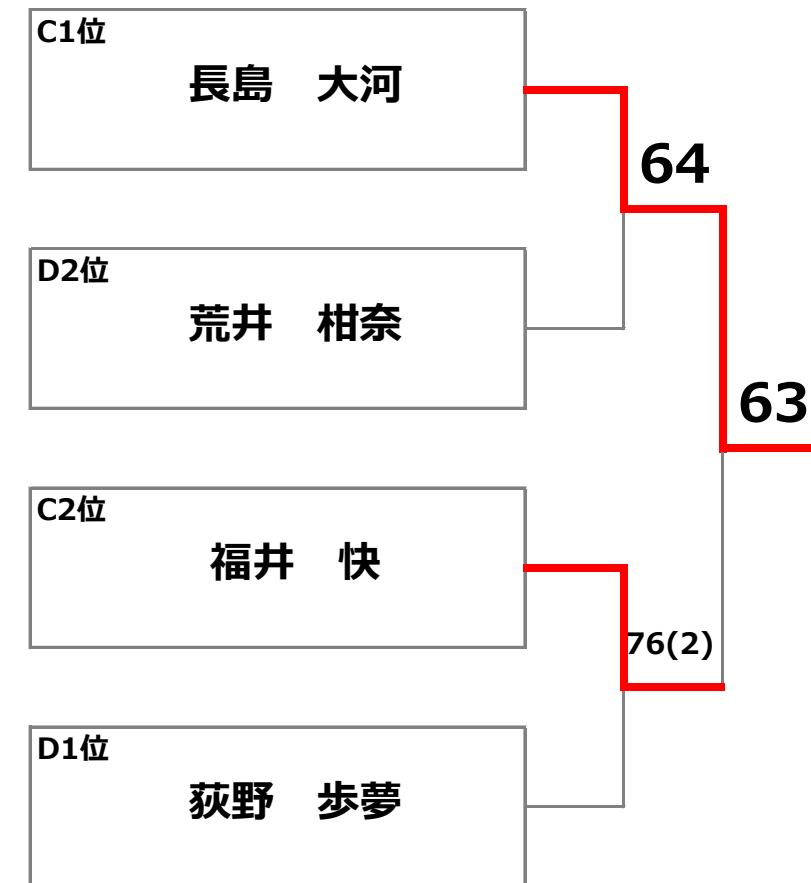 C1位
長島　大河
64
D2位
荒井　柑奈
63
C2位
福井　快
76(2)
D1位
荻野　歩夢